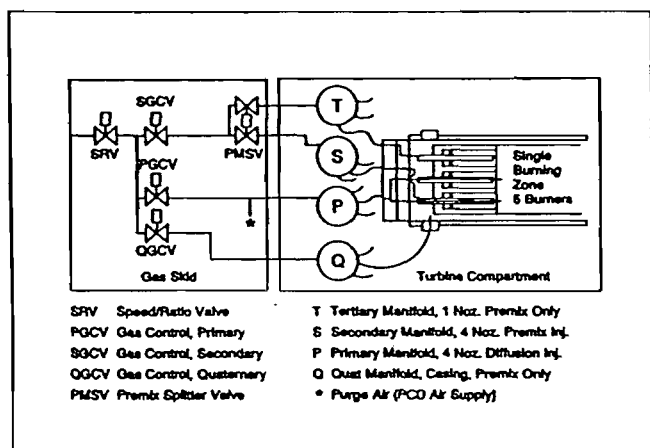 SGCV
SRV
PMSV
PGCV
QGCV
Gas Skid
T
S
P
Q
Single
Burning
Zone
5 Burners
Turbine Compartment
*
SRV Speed/Ratio Valve
PGCV Gas Control, Primary
SGCV Gas Control, Secondary
QGCV Gas Control, Quaternary
PMSV Premix Splitter Valve
T Tertiary Manifold, 1 Noz. Premix Only
S Secondary Manifold, 4 Noz. Premix Inj.
P Primary Manifold, 4 Noz. Diffusion Inj.
Q Quat Manifold, Casing, Premix Only
* Purge Air (PCD Air Supply)